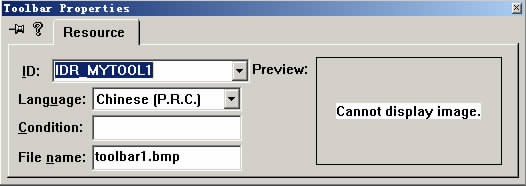 Toolbar Properties
Resource
ID: IDR_MYTOOL1
Preview:
Cannot display image.
Language: Chinese (P.R.C.)
Condition:
File name: toolbar1.bmp